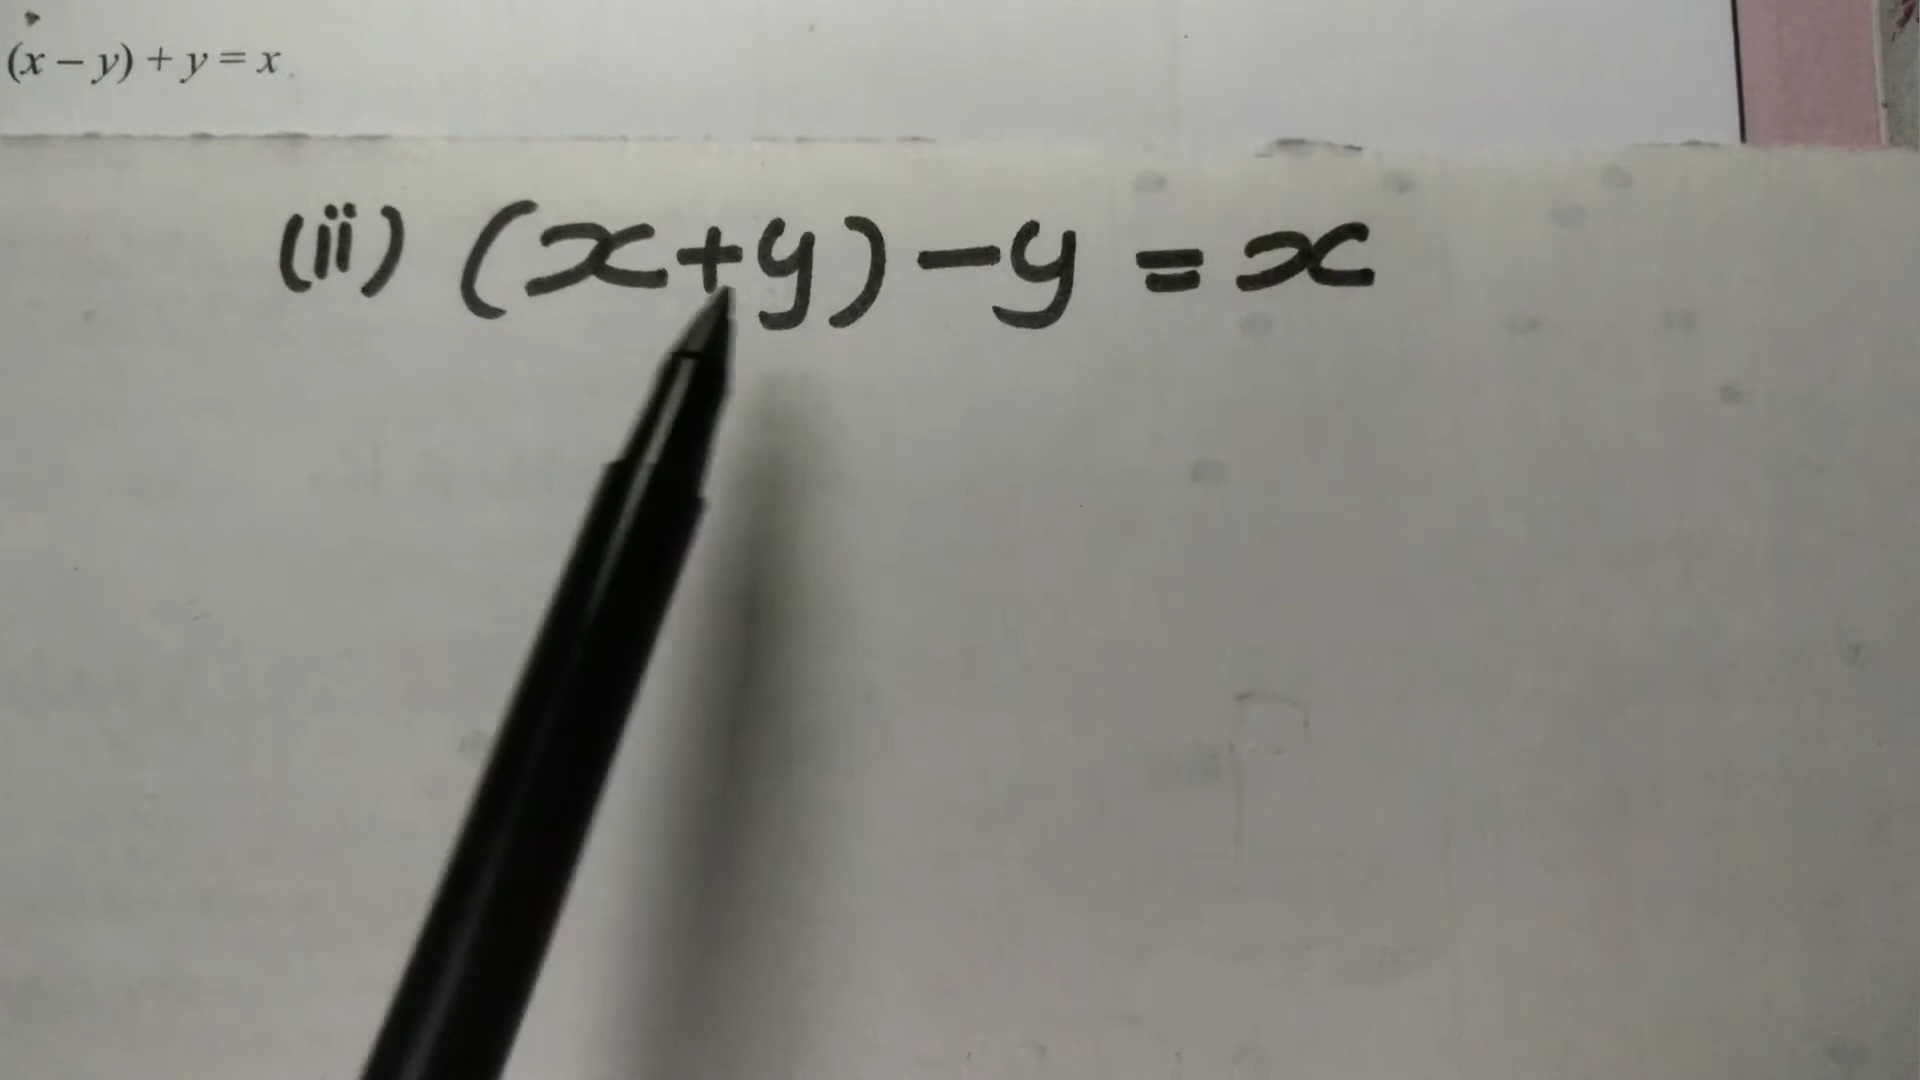 (x − y) + y = x
(ii) (x+y) − y = x